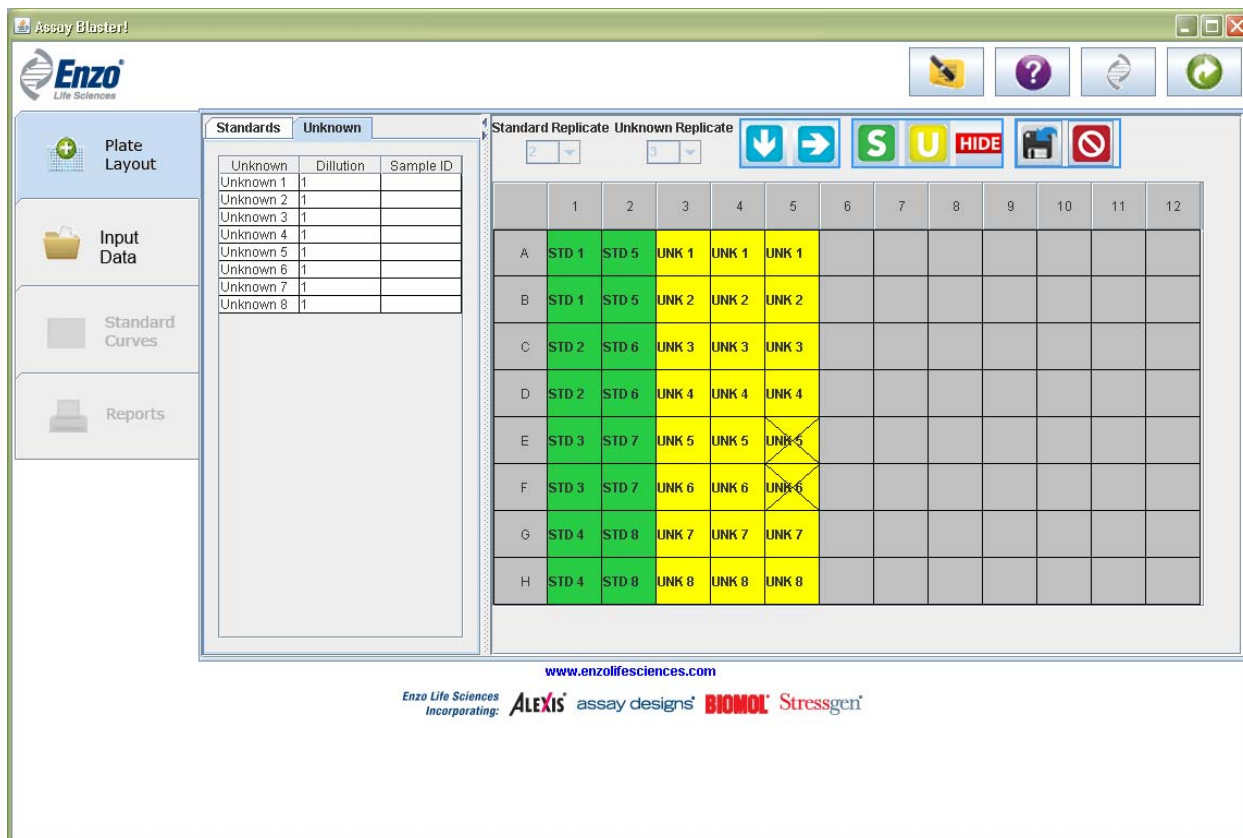 Assay Blaster!
Enzo
Life Sciences
Plate
Layout
Input
Data
Standard
Curves
Reports
Standards Unknown
Unknown Dillution Sample ID
Unknown 1 1
Unknown 2 1
Unknown 3 1
Unknown 4 1
Unknown 5 1
Unknown 6 1
Unknown 7 1
Unknown 8 1
Standard Replicate Unknown Replicate
2 3
S U HIDE
1 2 3 4 5 6 7 8 9 10 11 12
A STD 1 STD 5 UNK 1 UNK 1 UNK 1
B STD 1 STD 5 UNK 2 UNK 2 UNK 2
C STD 2 STD 6 UNK 3 UNK 3 UNK 3
D STD 2 STD 6 UNK 4 UNK 4 UNK 4
E STD 3 STD 7 UNK 5 UNK 5 UNK 5
F STD 3 STD 7 UNK 6 UNK 6 UNK 6
G STD 4 STD 8 UNK 7 UNK 7 UNK 7
H STD 4 STD 8 UNK 8 UNK 8 UNK 8
www.enzolifesciences.com
Enzo Life Sciences
Incorporating: ALEXIS assay designs BIOMOL Stressgen